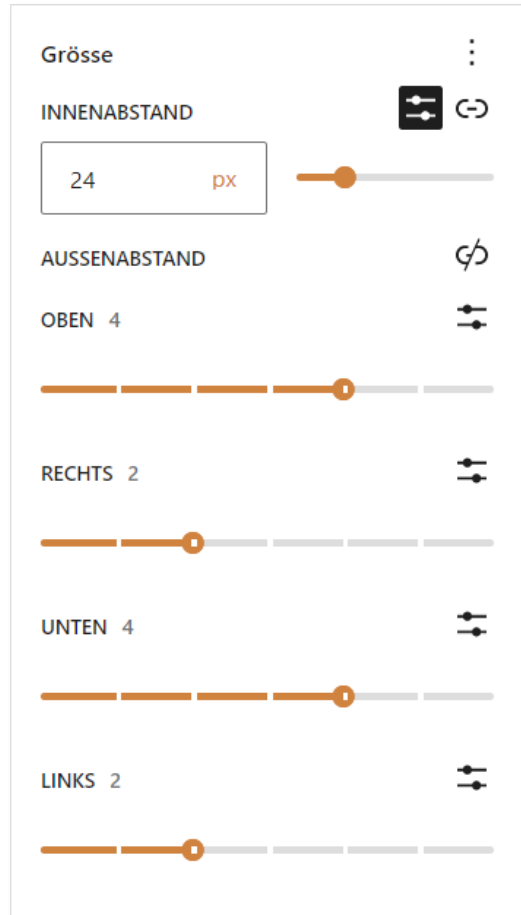 Grösse
INNENABSTAND
24 px
AUSSENABSTAND
OBEN 4
RECHTS 2
UNTEN 4
LINKS 2